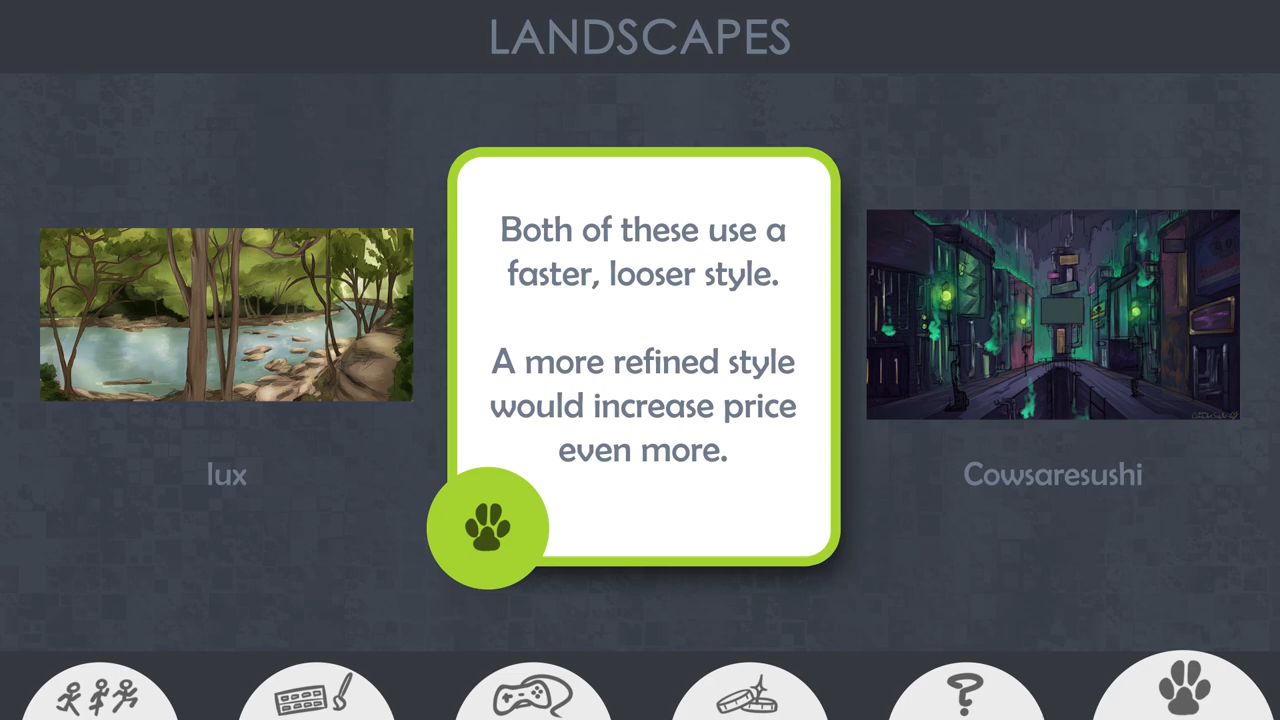 LANDSCAPES
Both of these use a
faster, looser style.
A more refined style
would increase price
even more.
lux
Cowsaresushi